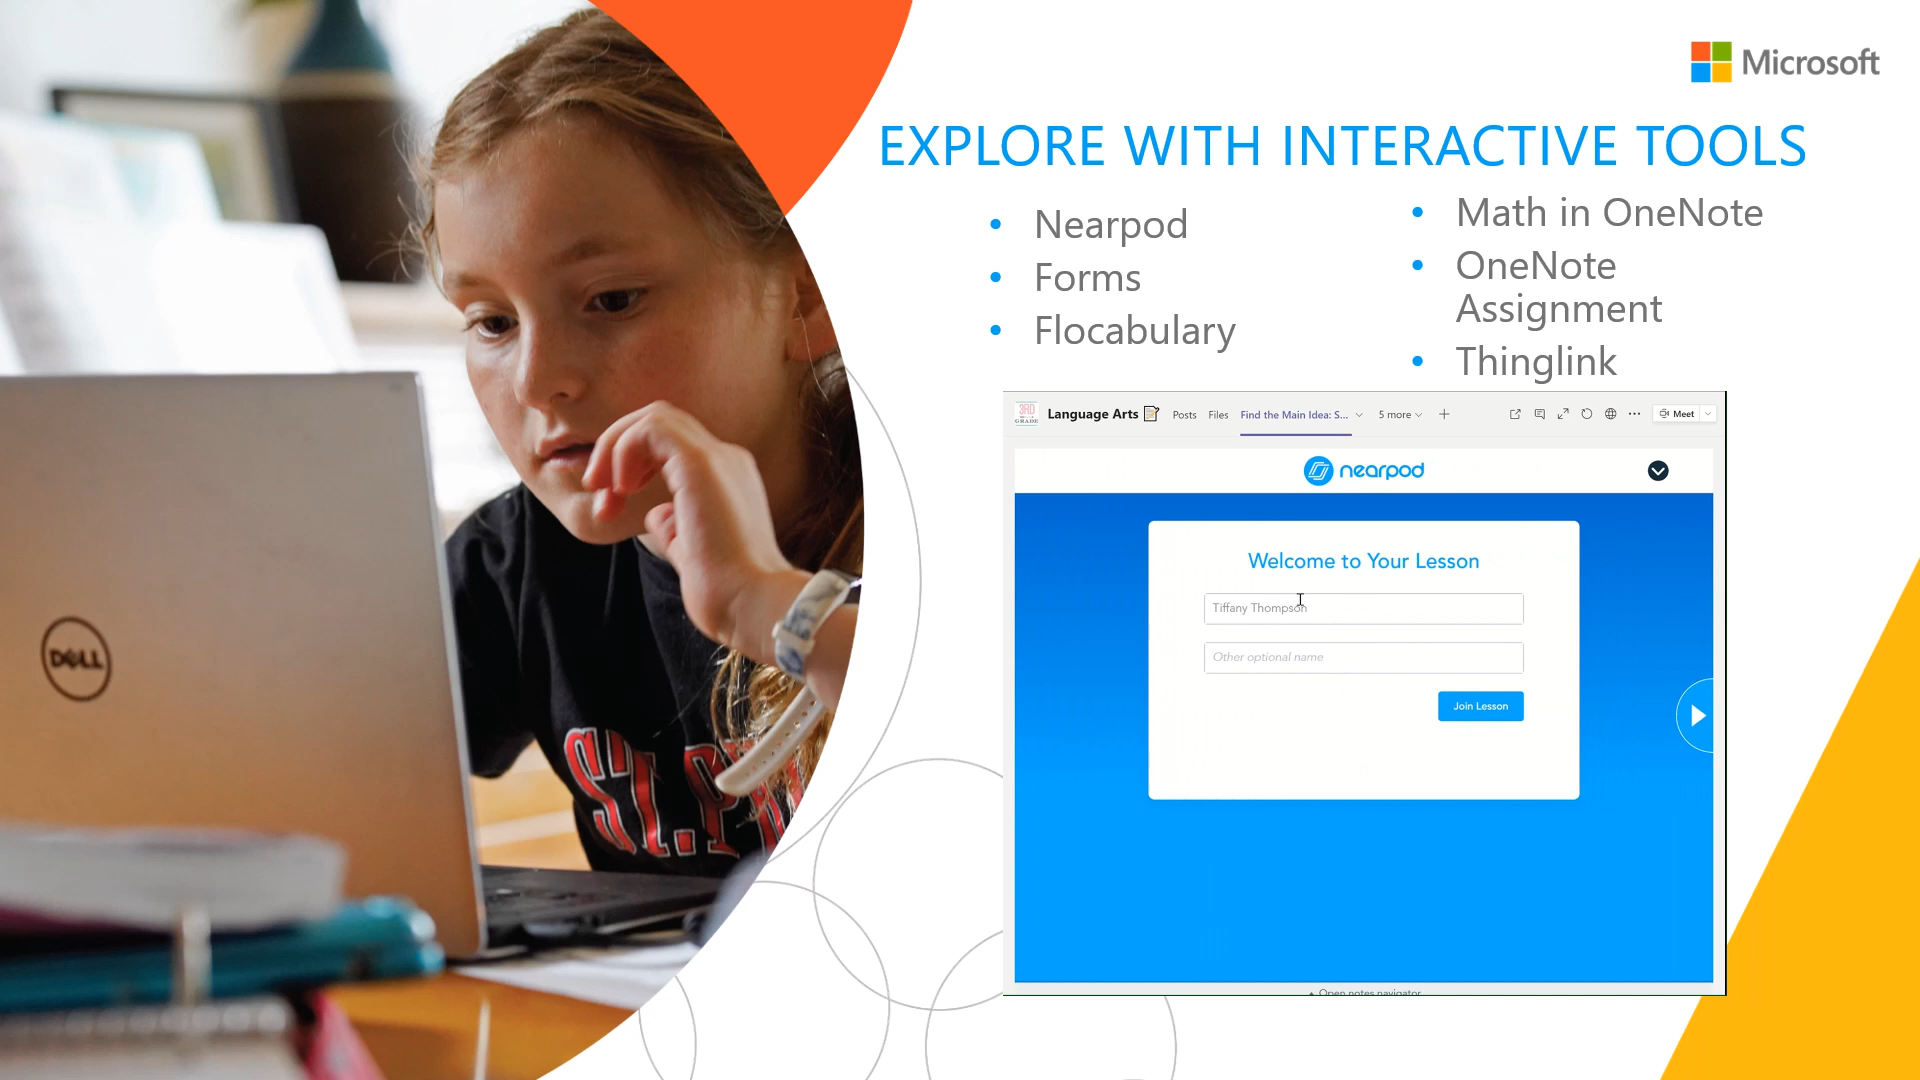 Microsoft
EXPLORE WITH INTERACTIVE TOOLS
• Nearpod
• Forms
• Flocabulary
• Math in OneNote
• OneNote
Assignment
• Thinglink
3RD
GRADE
Language Arts
Posts
Files
Find the Main Idea: S...
5 more
Meet
nearpod
Welcome to Your Lesson
Tiffany Thompson
Other optional name
Join Lesson
Open notes navigator
DELL